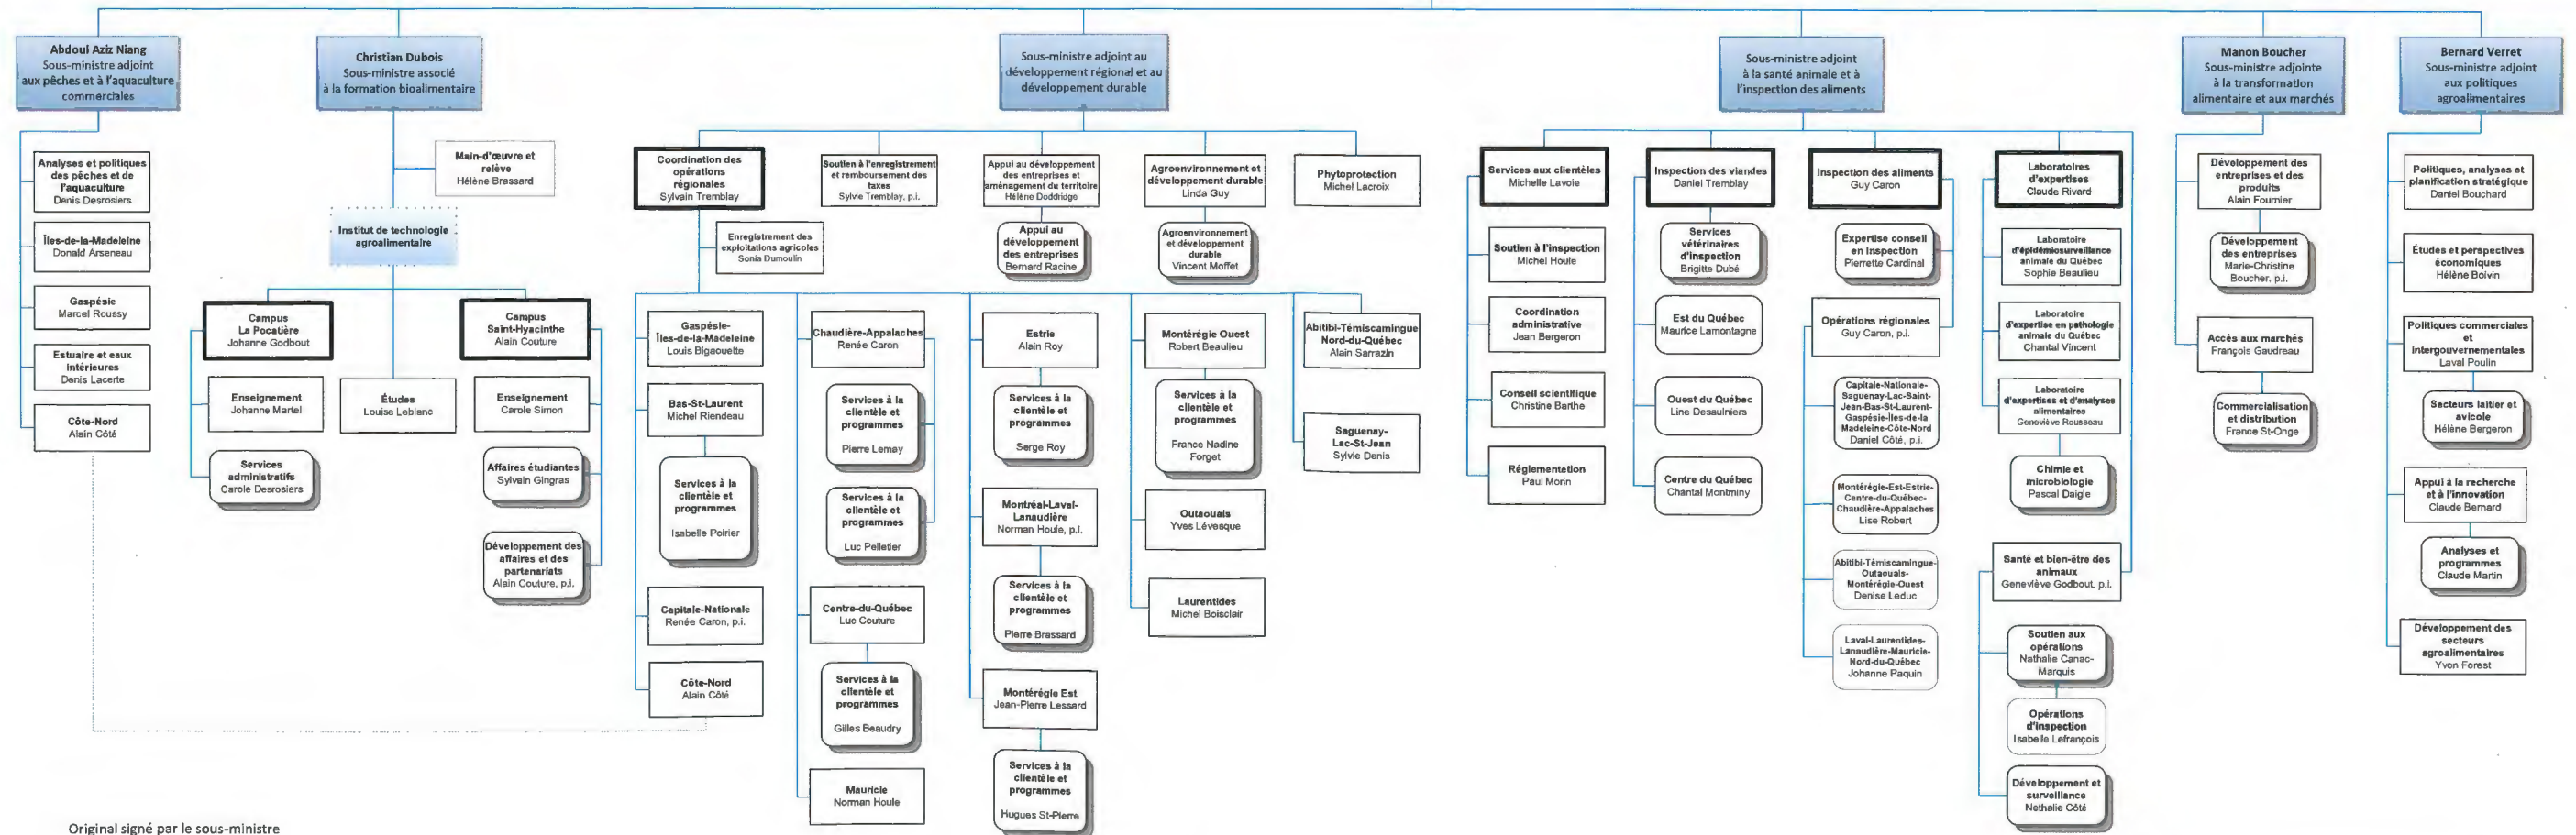 Abdoul Aziz Niang
Sous-ministre adjoint
aux pêches et à l'aquaculture
commerciales
Christian Dubois
Sous-ministre associé
à la formation bioalimentaire
Sous-ministre adjoint au
développement régional et au
développement durable
Sous-ministre adjoint
à la santé animale et à
l'inspection des aliments
Manon Boucher
Sous-ministre adjointe
à la transformation
alimentaire et aux marchés
Bernard Verret
Sous-ministre adjoint
aux politiques
agroalimentaires
Analyses et politiques
des pêches et de
l'aquaculture
Denis Desrosiers
Îles-de-la-Madeleine
Donald Arseneau
Gaspésie
Marcel Roussy
Estuaire et eaux
intérieures
Denis Lacerte
Côte-Nord
Alain Côté
Main-d'œuvre et
relève
Hélène Brassard
Institut de technologie
agroalimentaire
Campus
La Pocatière
Johanne Godbout
Enseignement
Johanne Martel
Services
administratifs
Carole Desrosiers
Études
Louise Leblanc
Campus
Saint-Hyacinthe
Alain Couture
Enseignement
Carole Simon
Affaires étudiantes
Sylvain Gingras
Développement des
affaires et des
partenariats
Alain Couture, p.i.
Coordination des
opérations
régionales
Sylvain Tremblay
Soutien à l'enregistrement
et remboursement des
taxes
Sylvie Tremblay, p.i.
Appui au développement
des entreprises et
aménagement du territoire
Hélène Doddridge
Agroenvironnement et
développement durable
Linda Guy
Phytoprotection
Michel Lacroix
Enregistrement des
exploitations agricoles
Sonia Dumoulin
Appui au
développement
des entreprises
Bernard Racine
Agroenvironnement
et développement
durable
Vincent Moffet
Gaspésie-
Îles-de-la-Madeleine
Louis Bigaouette
Bas-St-Laurent
Michel Riendeau
Services à la
clientèle et
programmes
Isabelle Poirier
Capitale-Nationale
Renée Caron, p.i.
Côte-Nord
Alain Côté
Chaudière-Appalaches
Renée Caron
Services à la
clientèle et
programmes
Pierre Lemay
Services à la
clientèle et
programmes
Luc Pelletier
Centre-du-Québec
Luc Couture
Services à la
clientèle et
programmes
Gilles Beaudry
Mauricie
Norman Houle
Estrie
Alain Roy
Services à la
clientèle et
programmes
Serge Roy
Montréal-Laval-
Lanaudière
Norman Houle, p.i.
Services à la
clientèle et
programmes
Pierre Brassard
Montérégie Est
Jean-Pierre Lessard
Services à la
clientèle et
programmes
Hugues St-Pierre
Montérégie Ouest
Robert Beaulieu
Services à la
clientèle et
programmes
France Nadine
Forget
Outaouais
Yves Lévesque
Laurentides
Michel Boisclair
Abitibi-Témiscamingue
Nord-du-Québec
Alain Sarrazin
Saguenay-
Lac-St-Jean
Sylvie Denis
Services aux clientèles
Michelle Lavoie
Soutien à l'inspection
Michel Houle
Coordination
administrative
Jean Bergeron
Conseil scientifique
Christine Barthe
Réglementation
Paul Morin
Inspection des viandes
Daniel Tremblay
Services
vétérinaires
d'inspection
Brigitte Dubé
Est du Québec
Maurice Lamontagne
Ouest du Québec
Line Desaulniers
Centre du Québec
Chantal Montminy
Inspection des aliments
Guy Caron
Expertise conseil
en inspection
Pierrette Cardinal
Opérations régionales
Guy Caron, p.i.
Capitale-Nationale-
Saguenay-Lac-Saint-
Jean-Bas-St-Laurent-
Gaspésie-Îles-de-la
Madeleine-Côte-Nord
Daniel Côté, p.i.
Montérégie-Est-Estrie-
Centre-du-Québec-
Chaudière-Appalaches
Lise Robert
Abitibi-Témiscamingue-
Outaouais-
Montérégie-Ouest
Denise Leduc
Laval-Laurentides-
Lanaudière-Mauricie-
Nord-du-Québec
Johanne Paquin
Laboratoires
d'expertises
Claude Rivard
Laboratoire
d'épidémiosurveillance
animale du Québec
Sophie Beaulieu
Laboratoire
d'expertise en pathologie
animale du Québec
Chantal Vincent
Laboratoire
d'expertises et d'analyses
alimentaires
Geneviève Rousseau
Chimie et
microbiologie
Pascal Daigle
Santé et bien-être des
animaux
Geneviève Godbout, p.i.
Soutien aux
opérations
Nathalie Canac-
Marquis
Opérations
d'inspection
Isabelle Lefrançois
Développement et
surveillance
Nathalie Côté
Développement des
entreprises et des
produits
Alain Fournier
Développement
des entreprises
Marie-Christine
Boucher, p.i.
Accès aux marchés
François Gaudreau
Commercialisation
et distribution
France St-Onge
Politiques, analyses et
planification stratégique
Daniel Bouchard
Études et perspectives
économiques
Hélène Boivin
Politiques commerciales
et
intergouvernementales
Laval Poulin
Secteurs laitier et
avicole
Hélène Bergeron
Appui à la recherche
et à l'innovation
Claude Bernard
Analyses et
programmes
Claude Martin
Développement des
secteurs
agroalimentaires
Yvon Forest
Original signé par le sous-ministre